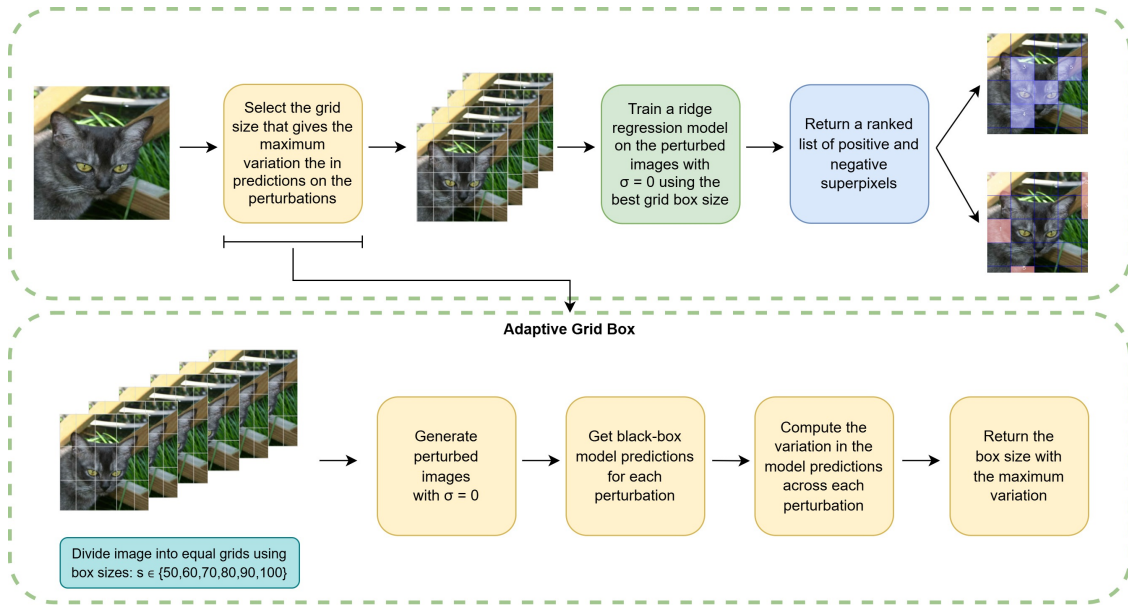 Select the grid
size that gives the
maximum
variation the in
predictions on the
perturbations
Train a ridge
regression model
on the perturbed
images with
σ = 0 using the
best grid box size
Return a ranked
list of positive and
negative
superpixels
Adaptive Grid Box
Divide image into equal grids using
box sizes: s ∈ {50,60,70,80,90,100}
Generate
perturbed
images
with σ = 0
Get black-box
model predictions
for each
perturbation
Compute the
variation in the
model predictions
across each
perturbation
Return the
box size with
the maximum
variation